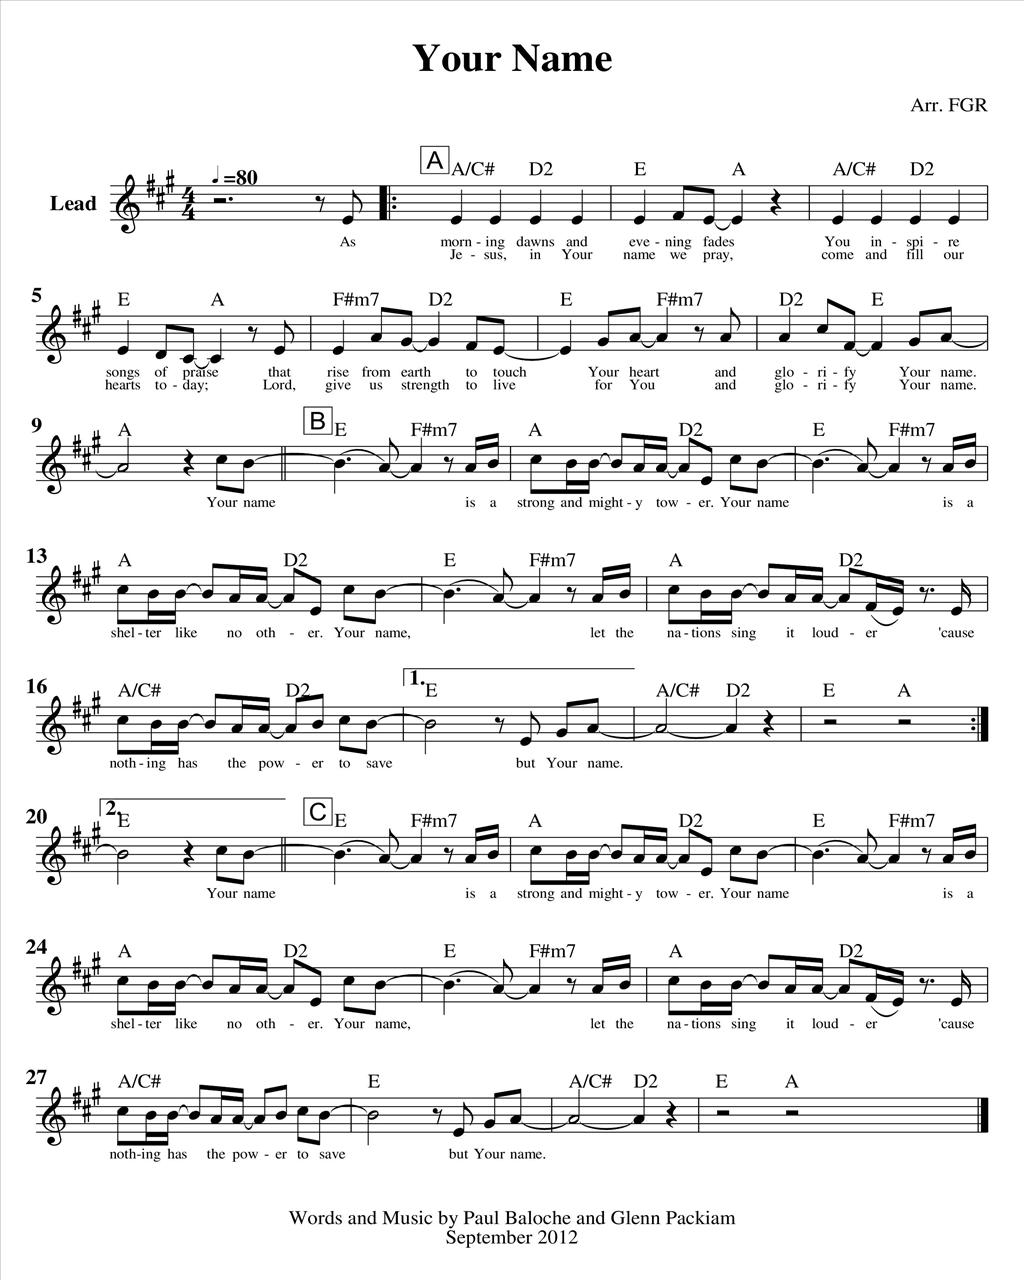 Your Name
Arr. FGR
A A/C# D2 E A A/C# D2
Lead =80
As morn - ing dawns and eve - ning fades You in - spi - re
Je - sus, in Your name we pray, come and fill our
5 E A F#m7 D2 E F#m7 D2 E
songs of praise that rise from earth to touch Your heart and glo - ri - fy Your name.
hearts to - day; Lord, give us strength to live for You and glo - ri - fy Your name.
9 A B E F#m7 A D2 E F#m7
Your name is a strong and might - y tow - er. Your name is a
13 A D2 E F#m7 A D2
shel - ter like no oth - er. Your name, let the na - tions sing it loud - er 'cause
16 A/C# D2 1. E A/C# D2 E A
noth - ing has the pow - er to save but Your name.
20 2. E C E F#m7 A D2 E F#m7
Your name is a strong and might - y tow - er. Your name is a
24 A D2 E F#m7 A D2
shel - ter like no oth - er. Your name, let the na - tions sing it loud - er 'cause
27 A/C# D2 E A/C# D2 E A
noth - ing has the pow - er to save but Your name.
Words and Music by Paul Baloche and Glenn Packiam
September 2012